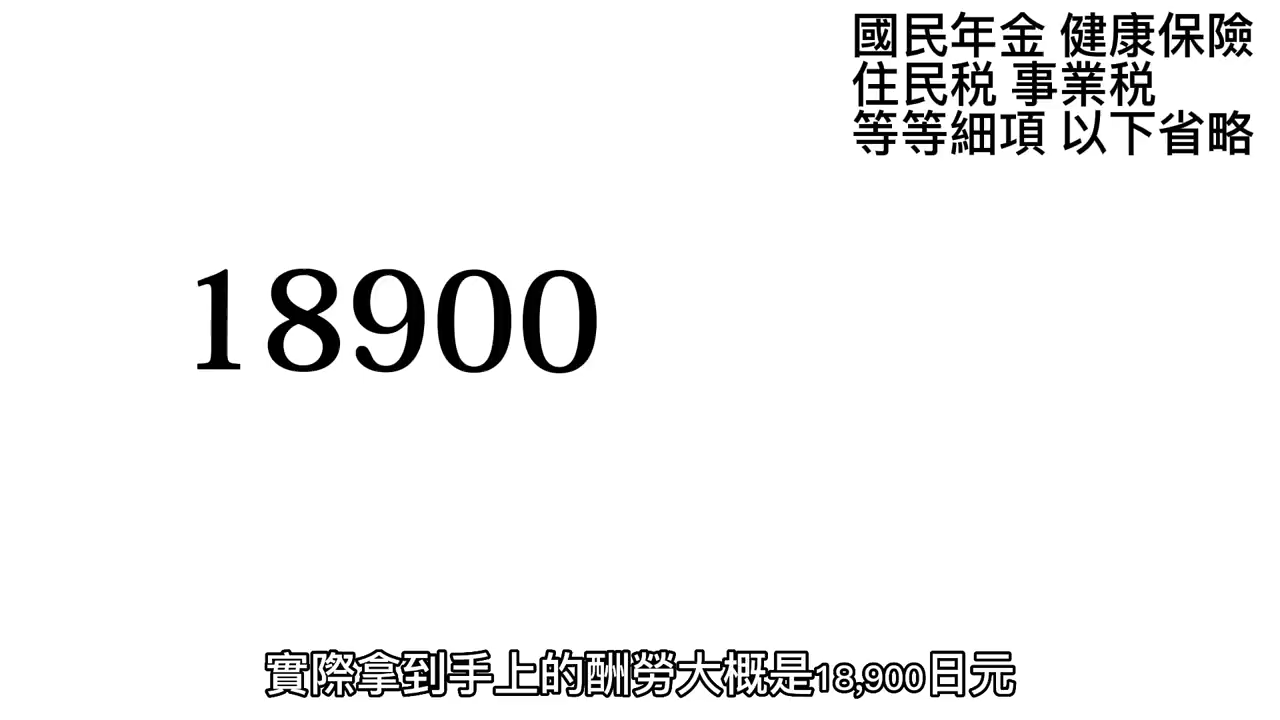 國民年金 健康保險
住民税 事業税
等等細項 以下省略
18900
實際拿到手上的酬勞大概是18,900日元